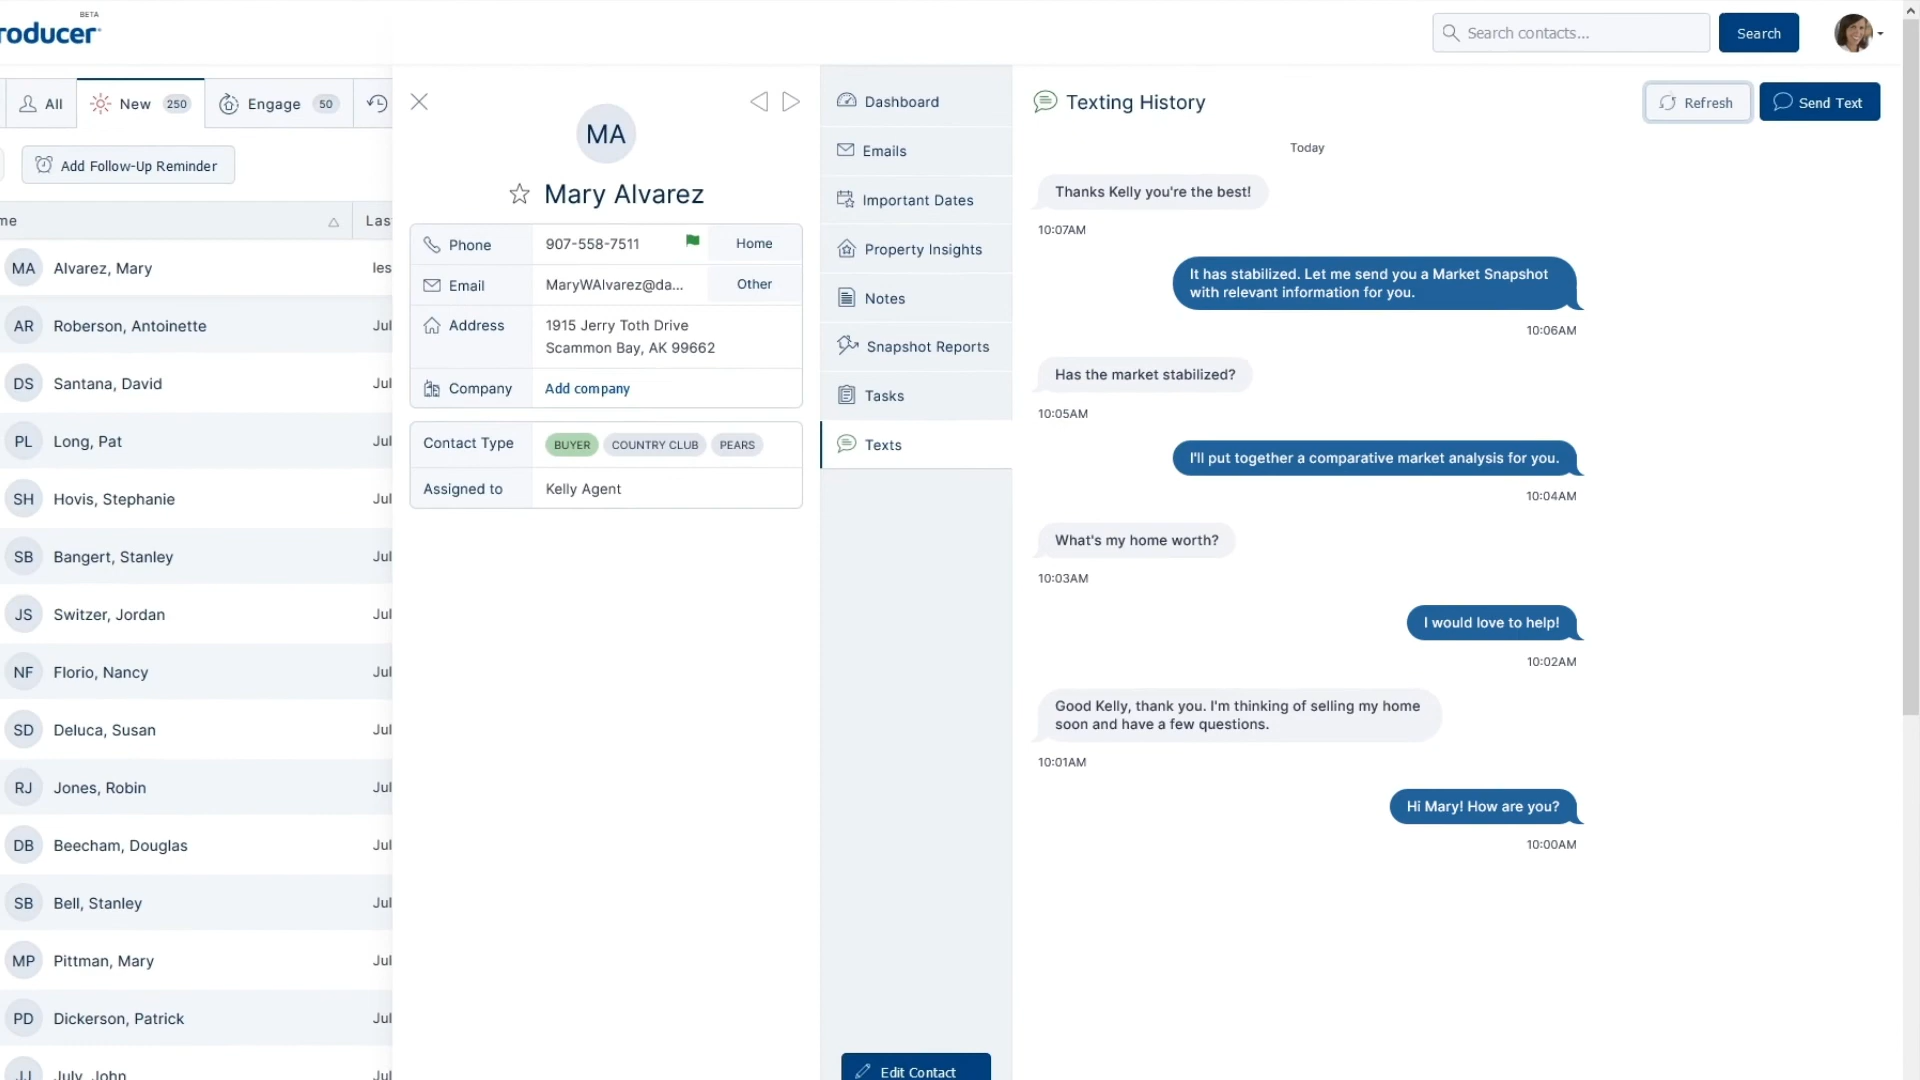 BETA
roducer
Search contacts...
Search
All
New 250
Engage 50
Add Follow-Up Reminder
me
Las
MA Alvarez, Mary les
AR Roberson, Antoinette Jul
DS Santana, David Jul
PL Long, Pat Jul
SH Hovis, Stephanie Jul
SB Bangert, Stanley Jul
JS Switzer, Jordan Jul
NF Florio, Nancy Jul
SD Deluca, Susan Jul
RJ Jones, Robin Jul
DB Beecham, Douglas Jul
SB Bell, Stanley Jul
MP Pittman, Mary Jul
PD Dickerson, Patrick Jul
JJ July, John Jul
MA
Mary Alvarez
Phone 907-558-7511 Home
Email MaryWAlvarez@da... Other
Address 1915 Jerry Toth Drive
Scammon Bay, AK 99662
Company Add company
Contact Type BUYER COUNTRY CLUB PEARS
Assigned to Kelly Agent
Dashboard
Emails
Important Dates
Property Insights
Notes
Snapshot Reports
Tasks
Texts
Edit Contact
Texting History
Refresh
Send Text
Today
Thanks Kelly you're the best!
10:07AM
It has stabilized. Let me send you a Market Snapshot
with relevant information for you.
10:06AM
Has the market stabilized?
10:05AM
I'll put together a comparative market analysis for you.
10:04AM
What's my home worth?
10:03AM
I would love to help!
10:02AM
Good Kelly, thank you. I'm thinking of selling my home
soon and have a few questions.
10:01AM
Hi Mary! How are you?
10:00AM